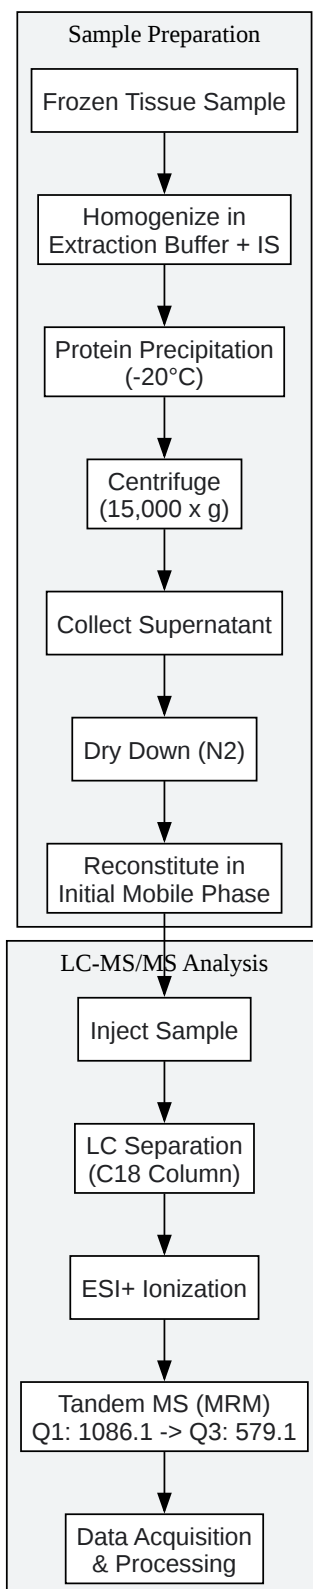 Sample Preparation
Frozen Tissue Sample
Homogenize in
Extraction Buffer + IS
Protein Precipitation
(-20°C)
Centrifuge
(15,000 x g)
Collect Supernatant
Dry Down (N2)
Reconstitute in
Initial Mobile Phase
LC-MS/MS Analysis
Inject Sample
LC Separation
(C18 Column)
ESI+ Ionization
Tandem MS (MRM)
Q1: 1086.1 -> Q3: 579.1
Data Acquisition
& Processing